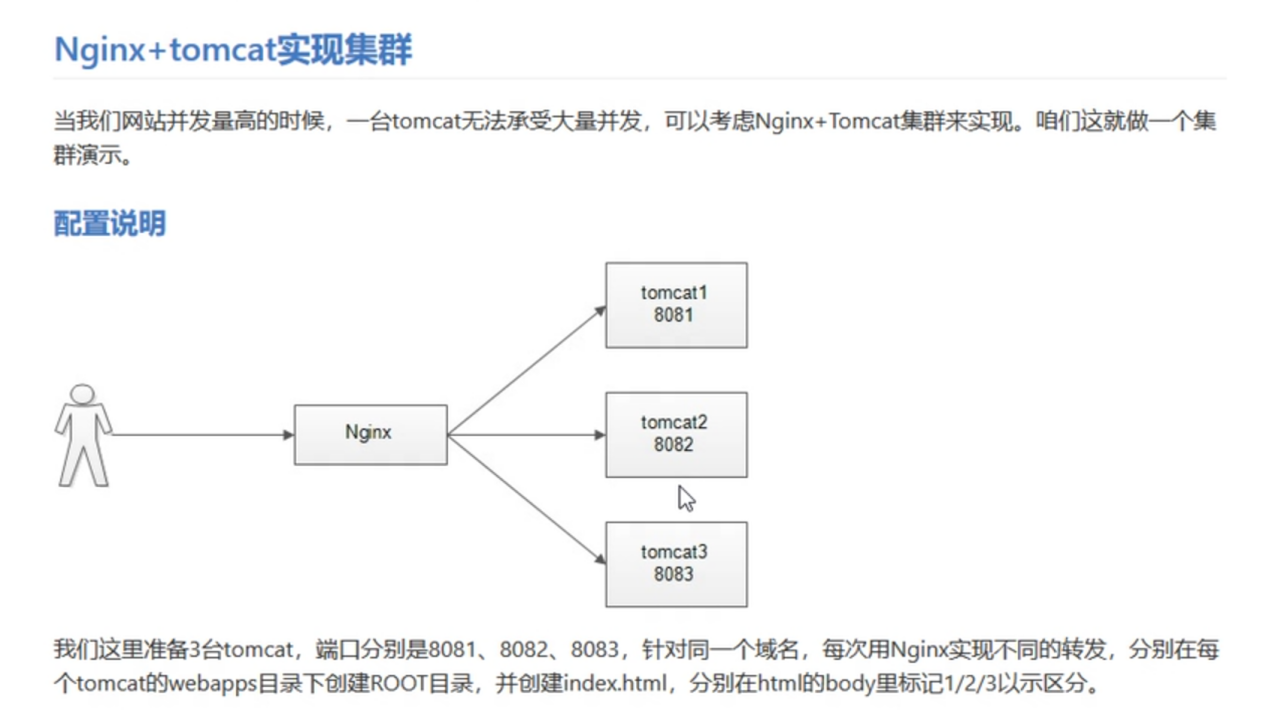 Nginx+tomcat实现集群
当我们网站并发量高的时候，一台tomcat无法承受大量并发，可以考虑Nginx+Tomcat集群来实现。咱们这就做一个集
群演示。
配置说明
tomcat1
8081
Nginx
tomcat2
8082
tomcat3
8083
我们这里准备3台tomcat，端口分别是8081、8082、8083，针对同一个域名，每次用Nginx实现不同的转发，分别在每
个tomcat的webapps目录下创建ROOT目录，并创建index.html，分别在html的body里标记1/2/3以示区分。